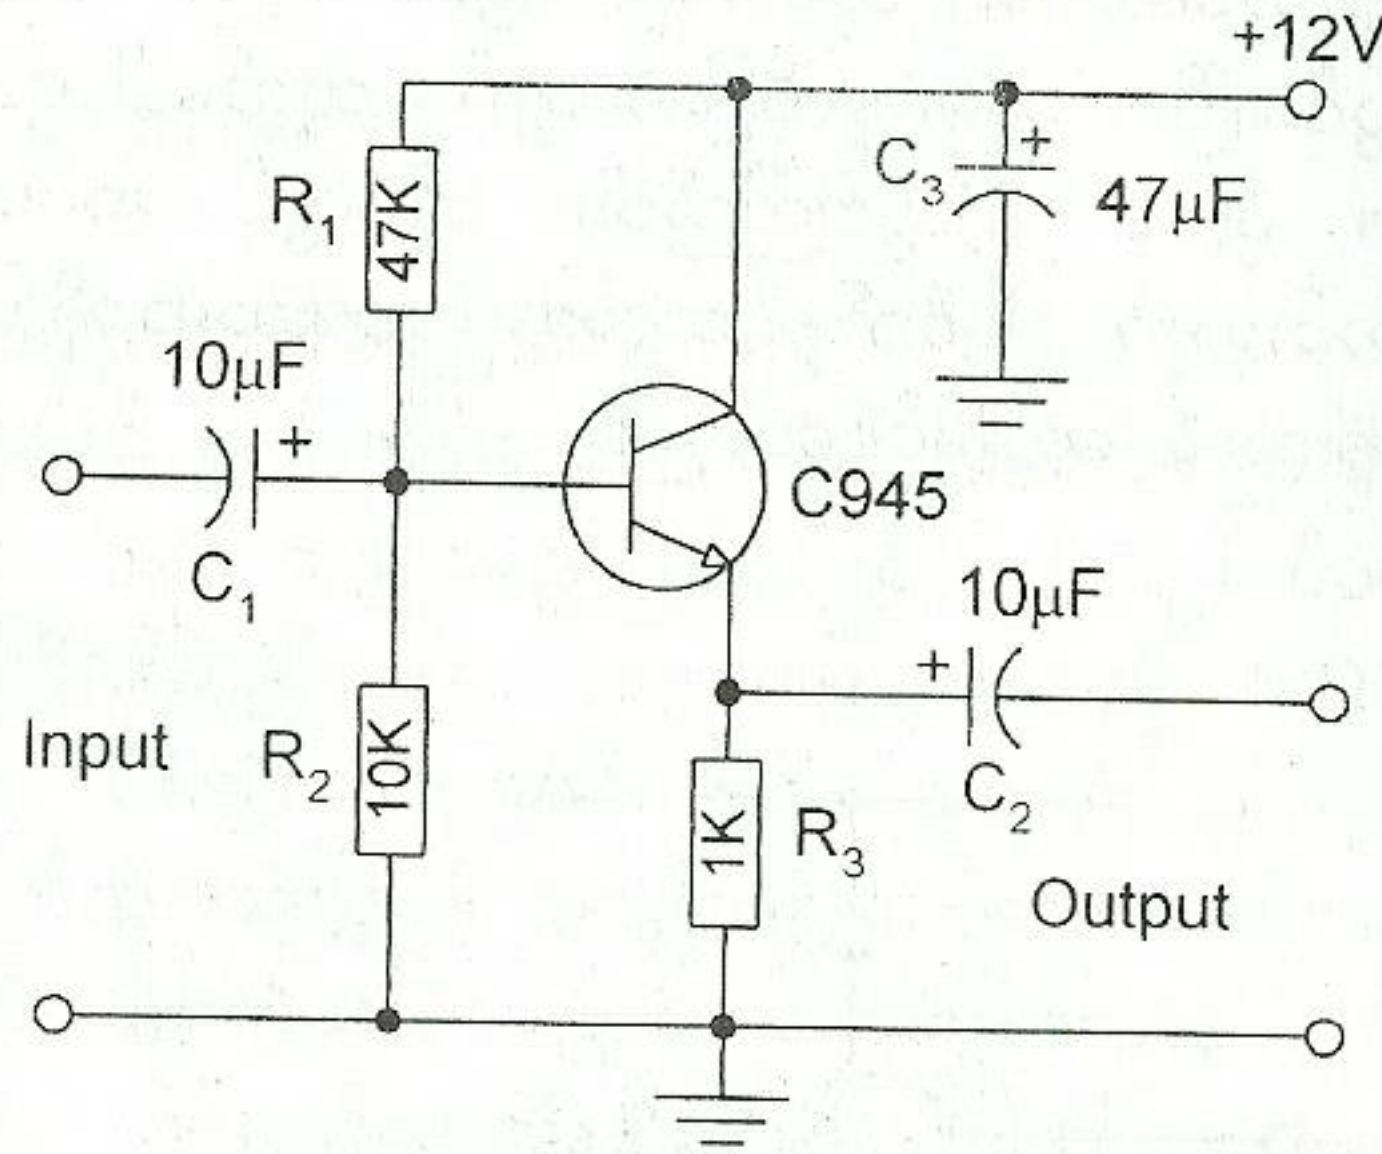 +12V
C3
+
47µF
R1
47K
10µF
+
C1
C945
10µF
+
C2
Input
R2
10K
1K
R3
Output